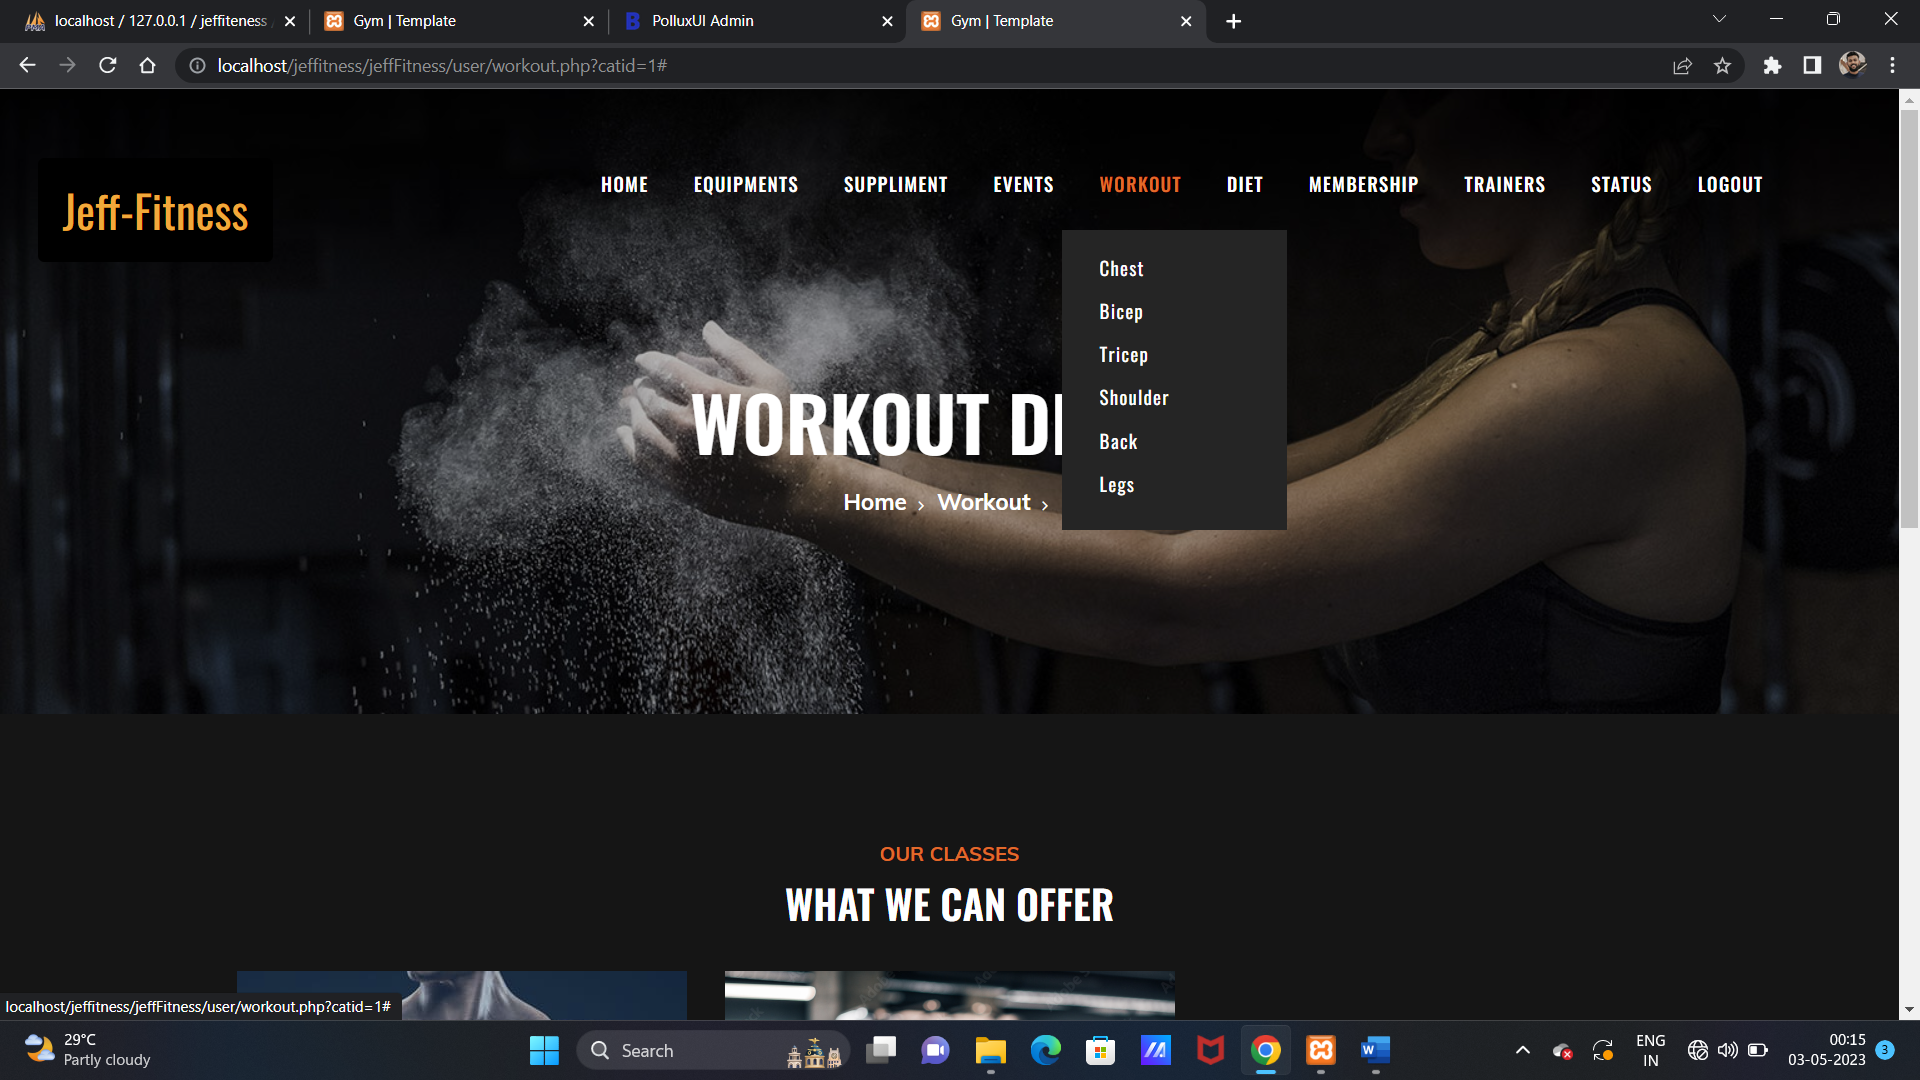 localhost / 127.0.0.1 / jeffiteness
Gym | Template
PolluxUI Admin
Gym | Template
localhost/jeffitness/jeffFitness/user/workout.php?catid=1#
Jeff-Fitness
HOME EQUIPMENTS SUPPLIMENT EVENTS WORKOUT DIET MEMBERSHIP TRAINERS STATUS LOGOUT
Chest
Bicep
Tricep
Shoulder
Back
Legs
WORKOUT
Home › Workout ›
OUR CLASSES
WHAT WE CAN OFFER
localhost/jeffitness/jeffFitness/user/workout.php?catid=1#
29°C
Partly cloudy
Search
ENG
IN
00:15
03-05-2023
3